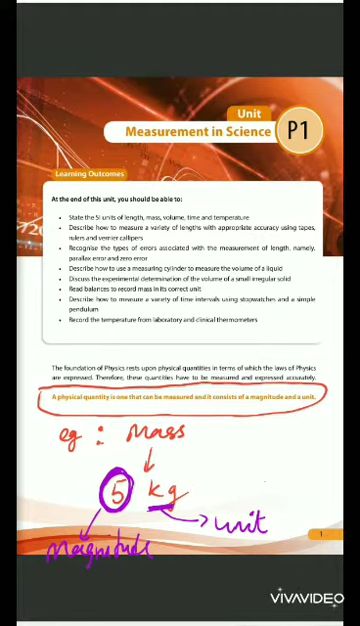 Unit
Measurement in Science
P1
Learning Outcomes
At the end of this unit, you should be able to:
• State the SI units of length, mass, volume, time and temperature
• Describe how to measure a variety of lengths with appropriate accuracy using tapes,
rulers and vernier callipers
• Recognise the types of errors associated with the measurement of length, namely,
parallax error and zero error
• Describe how to use a measuring cylinder to measure the volume of a liquid
• Discuss the experimental determination of the volume of a small irregular solid
• Read balances to record mass in its correct unit
• Describe how to measure a variety of time intervals using stopwatches and a simple
pendulum
• Record the temperature from laboratory and clinical thermometers
The foundation of Physics rests upon physical quantities in terms of which the laws of Physics
are expressed. Therefore, these quantities have to be measured and expressed accurately.
A physical quantity is one that can be measured and it consists of a magnitude and a unit.
eg : Mass
5 kg
unit
Magnitude
1
VIVAVIDEO